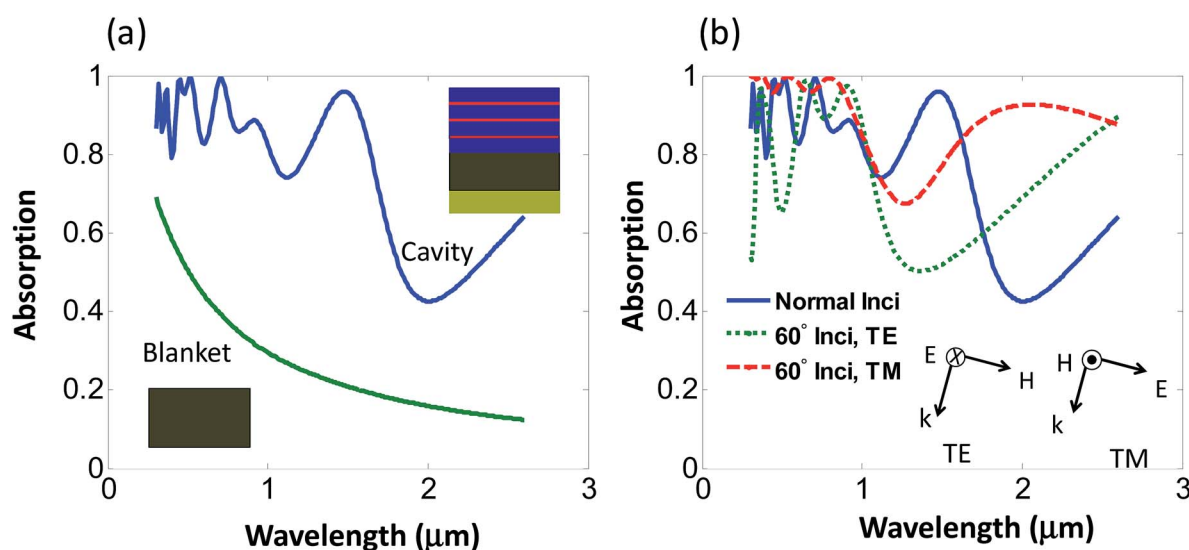 (a)
Absorption
1
0.8
0.6
0.4
0.2
0
Cavity
Blanket
0 1 2 3
Wavelength (μm)
(b)
Absorption
1
0.8
0.6
0.4
0.2
0
Normal Inci
60° Inci, TE
60° Inci, TM
E
H
k
TE
H
E
k
TM
0 1 2 3
Wavelength (μm)